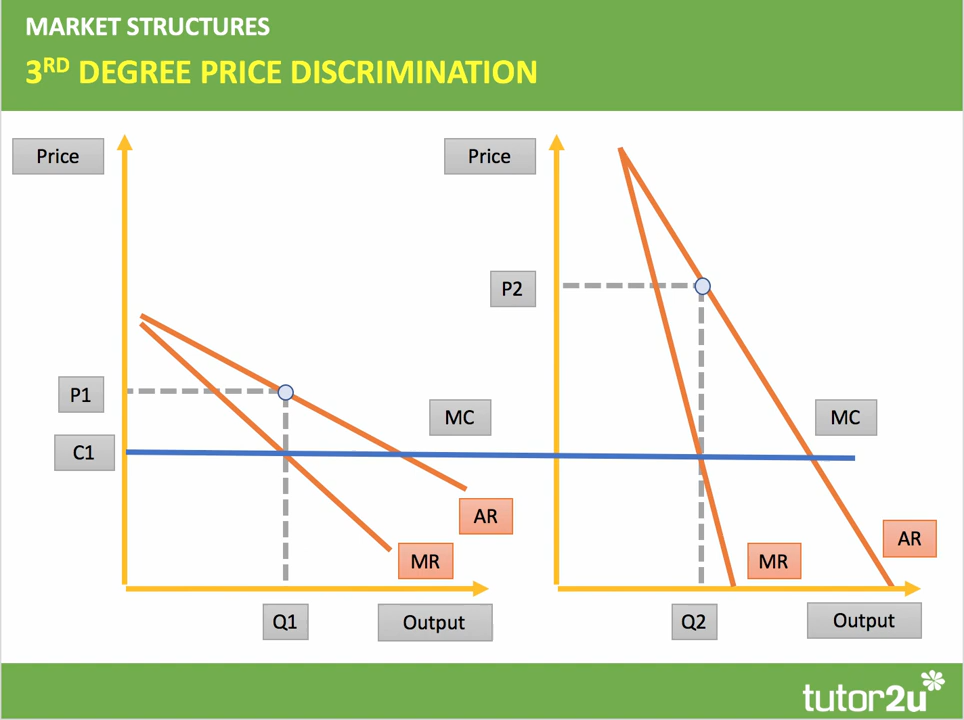 MARKET STRUCTURES
3RD DEGREE PRICE DISCRIMINATION
Price
P1
C1
MC
AR
MR
Q1
Output
Price
P2
MC
AR
MR
Q2
Output
tutor2u